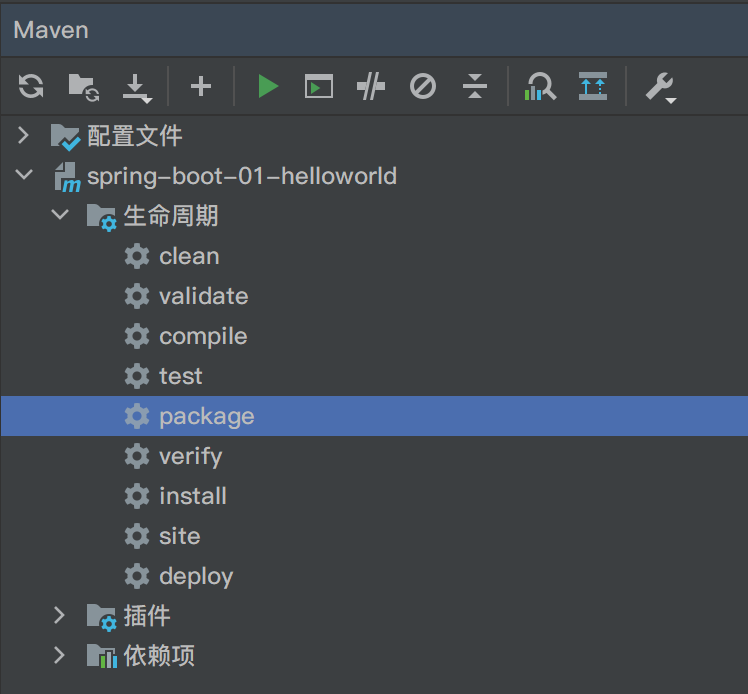 Maven
配置文件
spring-boot-01-helloworld
生命周期
clean
validate
compile
test
package
verify
install
site
deploy
插件
依赖项